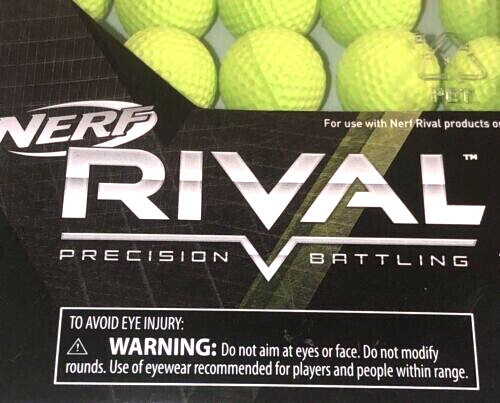 PET
NERF
For use with Nerf Rival products
RIVAL™
PRECISION BATTLING
TO AVOID EYE INJURY:
⚠ WARNING: Do not aim at eyes or face. Do not modify
rounds. Use of eyewear recommended for players and people within range.